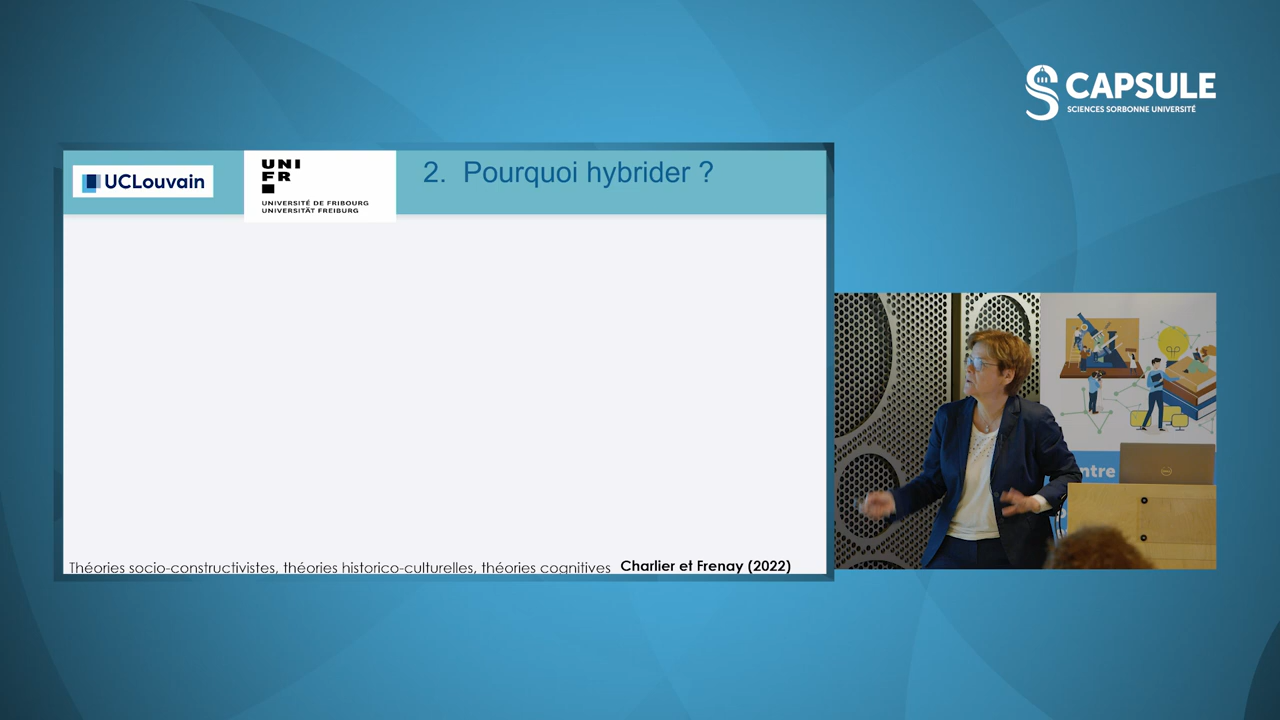 CAPSULE
SCIENCES SORBONNE UNIVERSITÉ
UCLouvain
UNI
FR
UNIVERSITÉ DE FRIBOURG
UNIVERSITÄT FREIBURG
2. Pourquoi hybrider ?
Théories socio-constructivistes, théories historico-culturelles, théories cognitives Charlier et Frenay (2022)
ntre